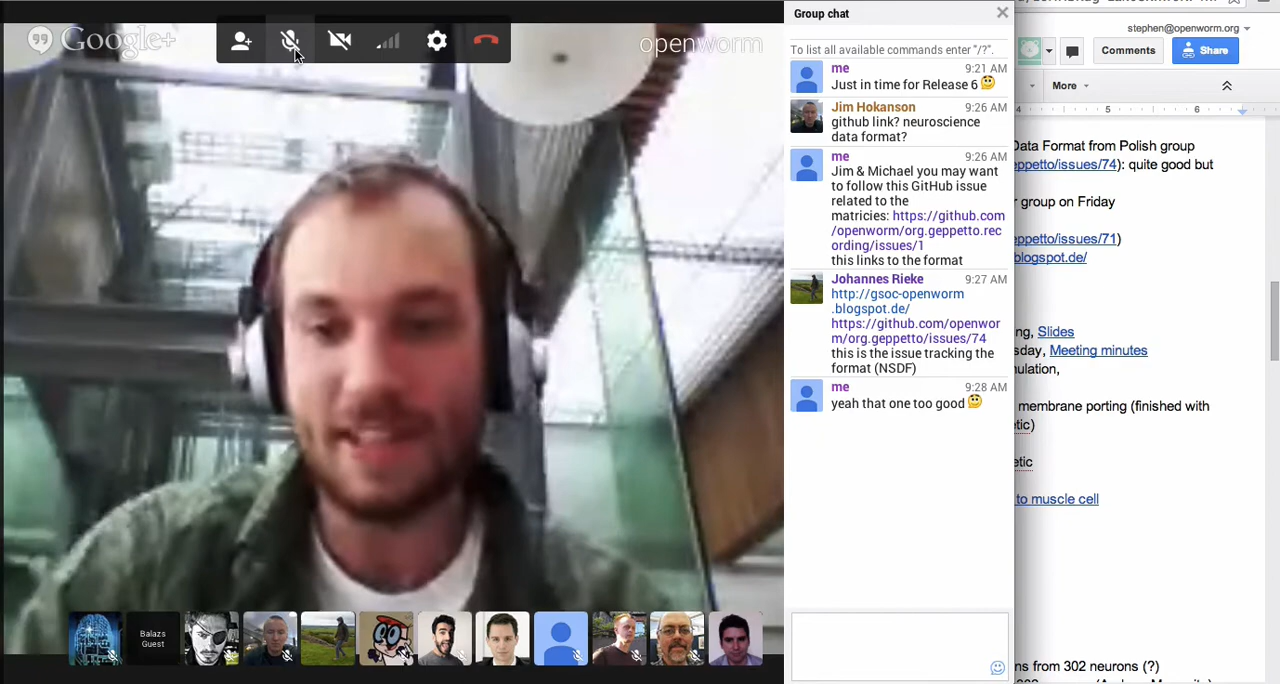 Google+
openworm
Balazs
Guest
Group chat
To list all available commands enter "/?".
me 9:21 AM
Just in time for Release 6
Jim Hokanson 9:26 AM
github link? neuroscience
data format?
me 9:26 AM
Jim & Michael you may want
to follow this GitHub issue
related to the
matricies: https://github.com
/openworm/org.geppetto.rec
ording/issues/1
this links to the format
Johannes Rieke 9:27 AM
http://gsoc-openworm
.blogspot.de/
https://github.com/openwor
m/org.geppetto/issues/74
this is the issue tracking the
format (NSDF)
me 9:28 AM
yeah that one too good
stephen@openworm.org
Comments
Share
More
4 5 6
Data Format from Polish group
eppetto/issues/74): quite good but
r group on Friday
eppetto/issues/71)
blogspot.de/
ng, Slides
sday, Meeting minutes
nulation,
membrane porting (finished with
etic)
etic
to muscle cell
ns from 302 neurons (?)